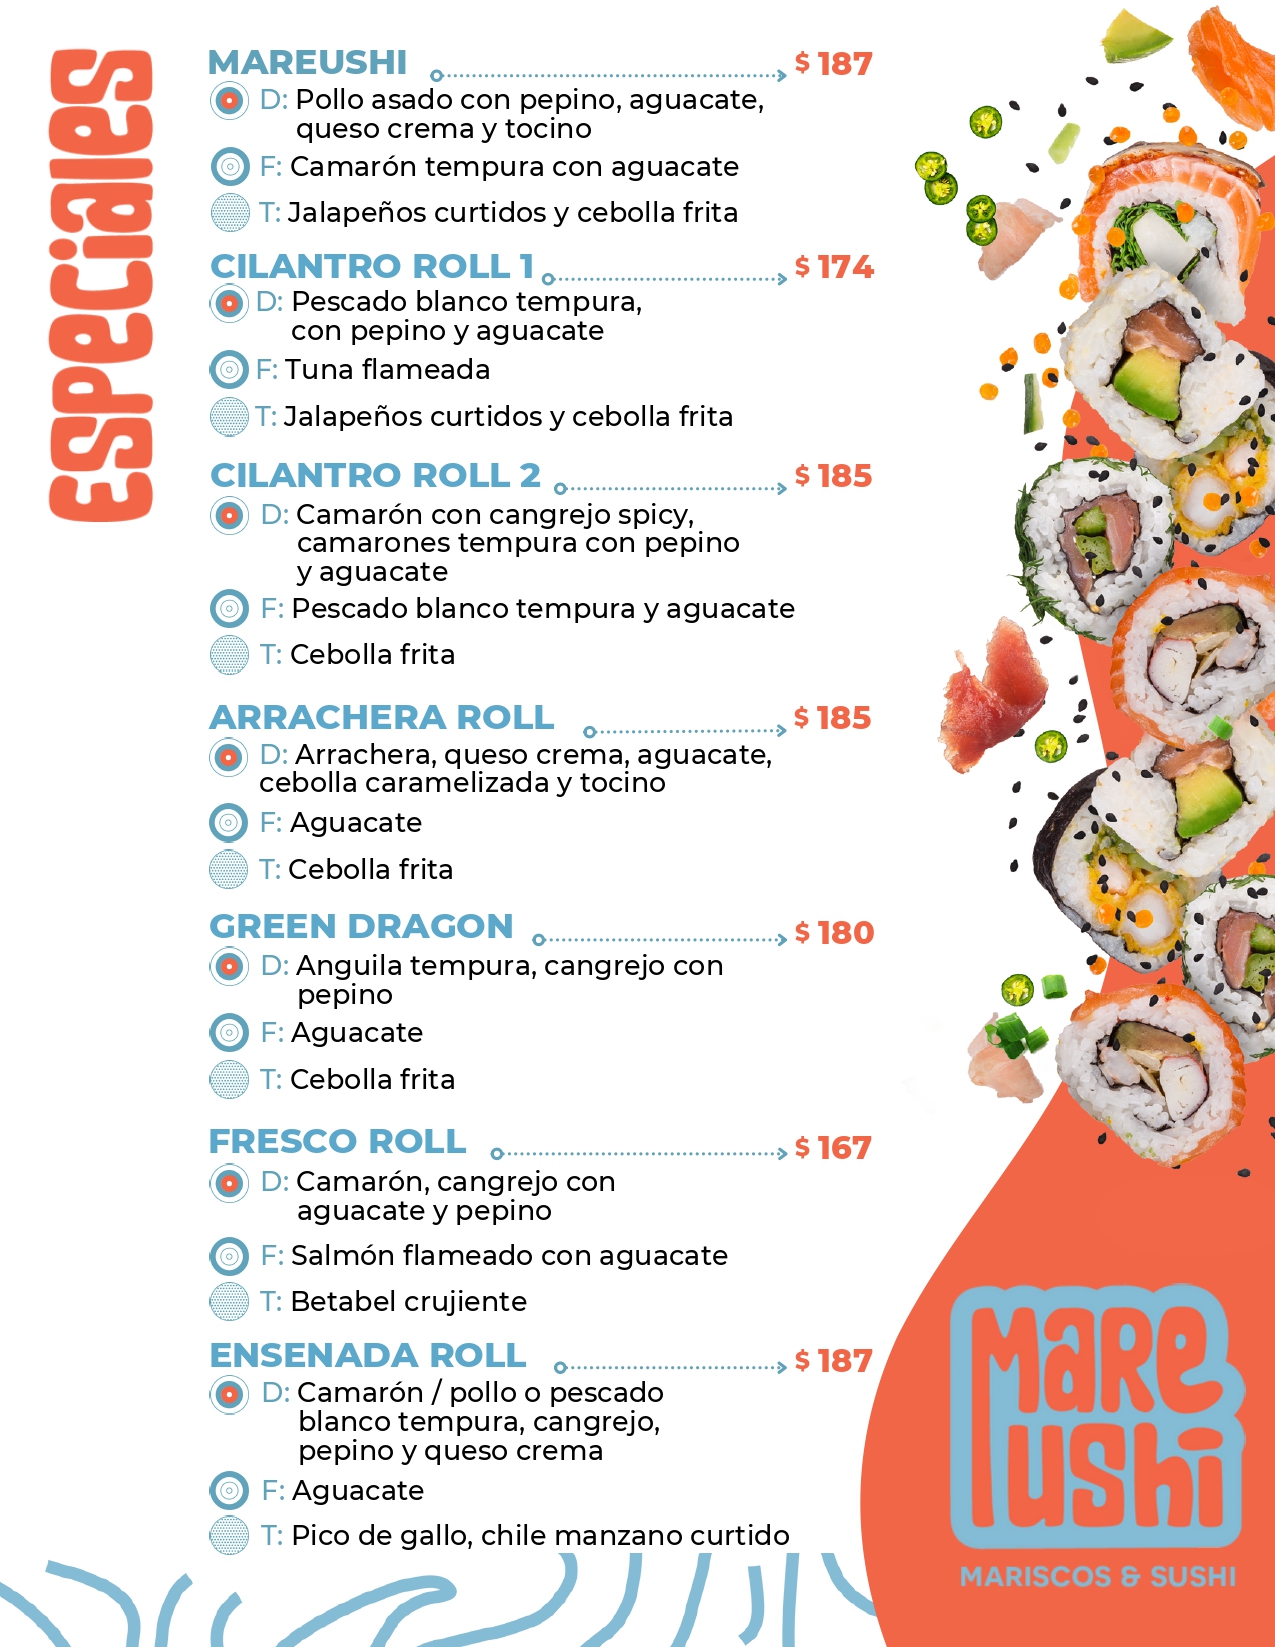 Especiales
MAREUSHI $ 187
D: Pollo asado con pepino, aguacate,
queso crema y tocino
F: Camarón tempura con aguacate
T: Jalapeños curtidos y cebolla frita
CILANTRO ROLL 1 $ 174
D: Pescado blanco tempura,
con pepino y aguacate
F: Tuna flameada
T: Jalapeños curtidos y cebolla frita
CILANTRO ROLL 2 $ 185
D: Camarón con cangrejo spicy,
camarones tempura con pepino
y aguacate
F: Pescado blanco tempura y aguacate
T: Cebolla frita
ARRACHERA ROLL $ 185
D: Arrachera, queso crema, aguacate,
cebolla caramelizada y tocino
F: Aguacate
T: Cebolla frita
GREEN DRAGON $ 180
D: Anguila tempura, cangrejo con
pepino
F: Aguacate
T: Cebolla frita
FRESCO ROLL $ 167
D: Camarón, cangrejo con
aguacate y pepino
F: Salmón flameado con aguacate
T: Betabel crujiente
ENSENADA ROLL $ 187
D: Camarón / pollo o pescado
blanco tempura, cangrejo,
pepino y queso crema
F: Aguacate
T: Pico de gallo, chile manzano curtido
Mare
ushi
MARISCOS & SUSHI